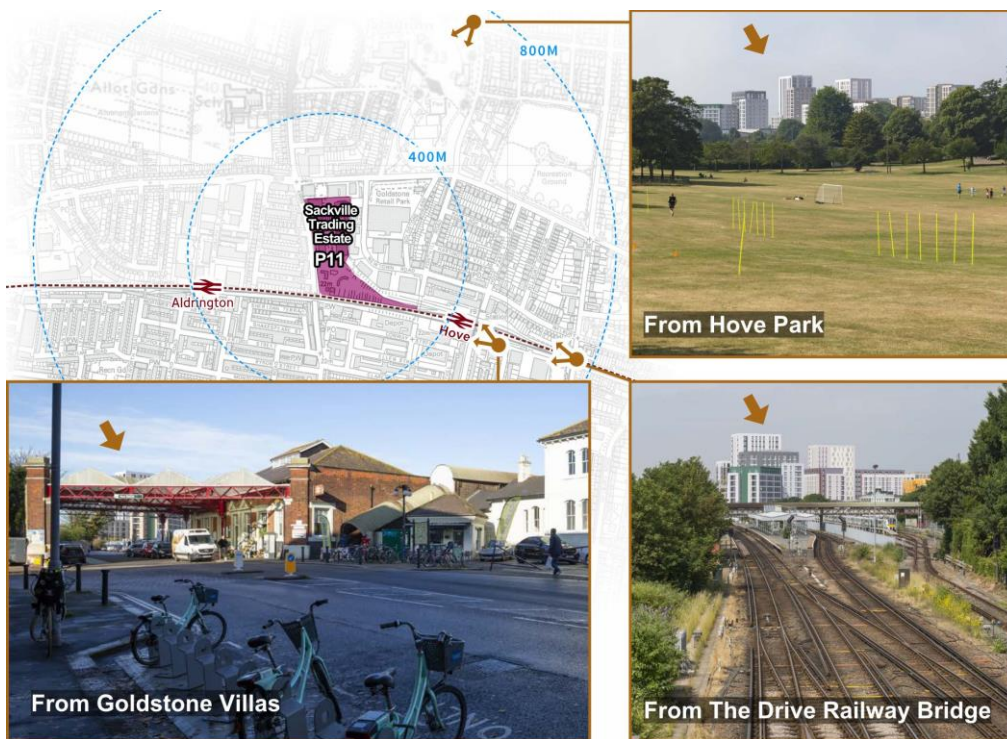 800M
Allot Gdns
Sch
400M
Goldstone
Retail Park
Recreation
Ground
Sackville
Trading
Estate
P11
Aldrington
Hove
From Hove Park
From Goldstone Villas
From The Drive Railway Bridge